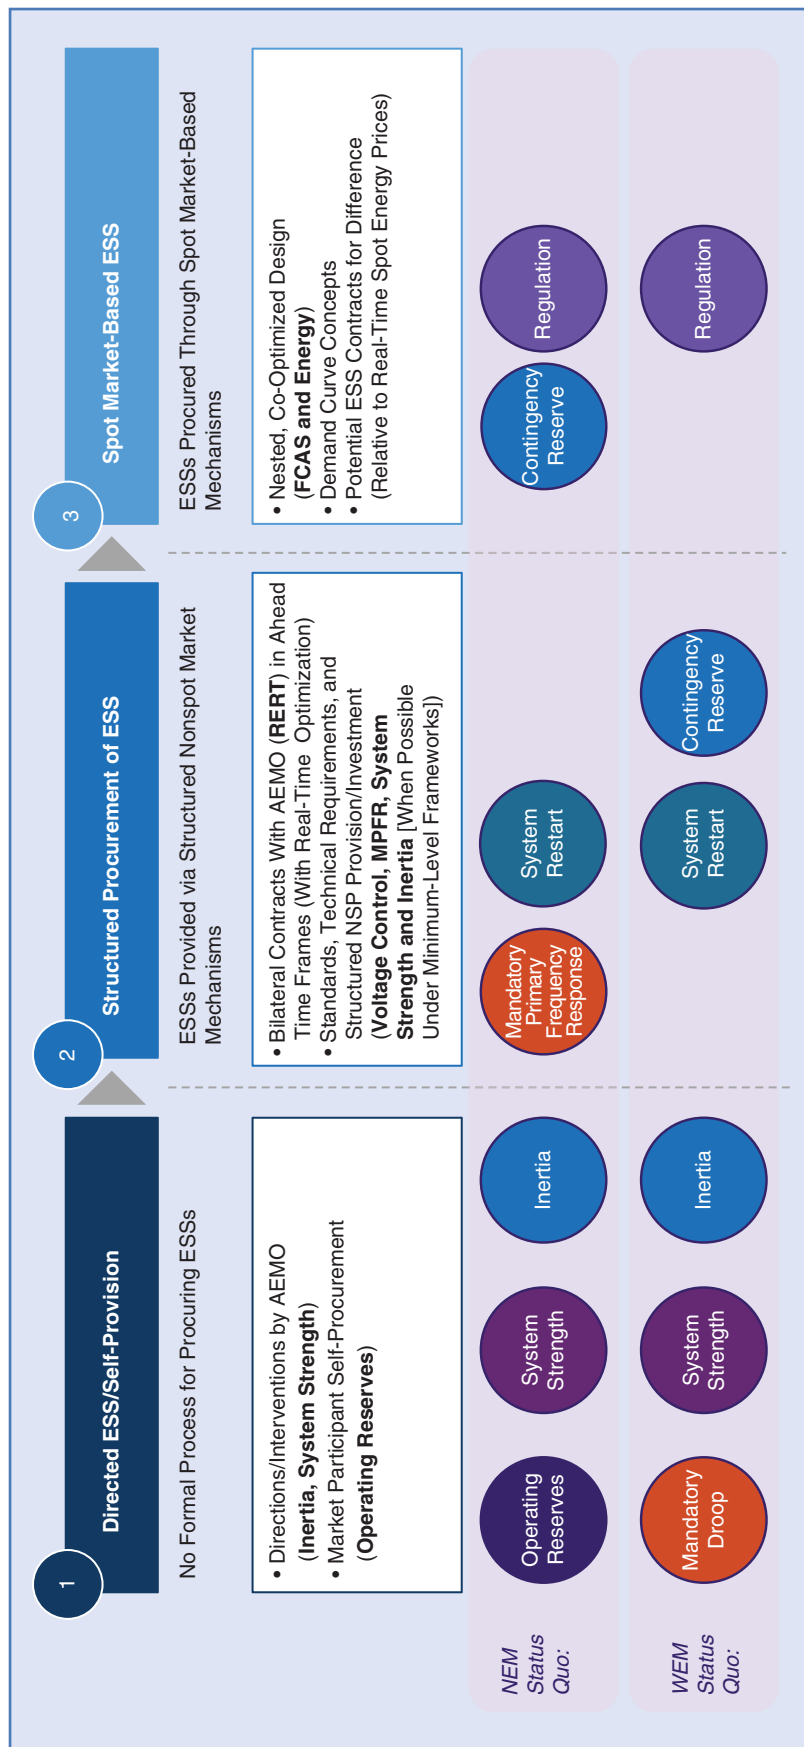 1
Directed ESS/Self-Provision
No Formal Process for Procuring ESSs
• Directions/Interventions by AEMO
(Inertia, System Strength)
• Market Participant Self-Procurement
(Operating Reserves)
2
Structured Procurement of ESS
ESSs Provided via Structured Nonspot Market
Mechanisms
• Bilateral Contracts With AEMO (RERT) in Ahead
Time Frames (With Real-Time Optimization)
• Standards, Technical Requirements, and
Structured NSP Provision/Investment
(Voltage Control, MPFR, System
Strength and Inertia [When Possible
Under Minimum-Level Frameworks])
3
Spot Market-Based ESS
ESSs Procured Through Spot Market-Based
Mechanisms
• Nested, Co-Optimized Design
(FCAS and Energy)
• Demand Curve Concepts
• Potential ESS Contracts for Difference
(Relative to Real-Time Spot Energy Prices)
NEM
Status
Quo:
Operating
Reserves
System
Strength
Inertia
Mandatory
Primary
Frequency
Response
System
Restart
Contingency
Reserve
Regulation
WEM
Status
Quo:
Mandatory
Droop
System
Strength
Inertia
System
Restart
Contingency
Reserve
Regulation